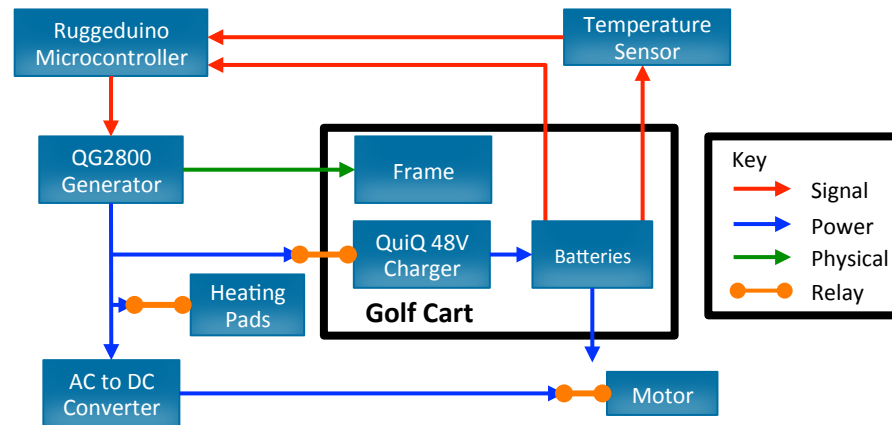 Ruggeduino
Microcontroller
Temperature
Sensor
QG2800
Generator
Frame
Key
Signal
Power
Physical
Relay
QuiQ 48V
Charger
Batteries
Heating
Pads
Golf Cart
AC to DC
Converter
Motor